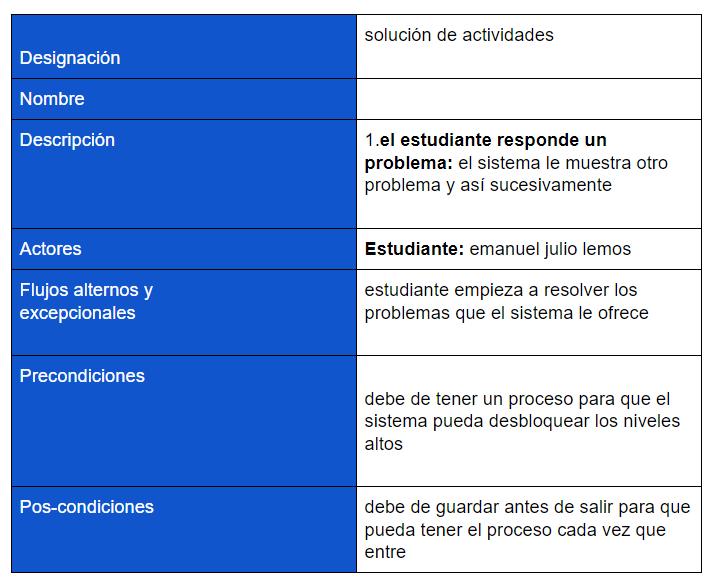 Designación
solución de actividades
Nombre
Descripción
1.el estudiante responde un
problema: el sistema le muestra otro
problema y así sucesivamente
Actores
Estudiante: emanuel julio lemos
Flujos alternos y
excepcionales
estudiante empieza a resolver los
problemas que el sistema le ofrece
Precondiciones
debe de tener un proceso para que el
sistema pueda desbloquear los niveles
altos
Pos-condiciones
debe de guardar antes de salir para que
pueda tener el proceso cada vez que
entre